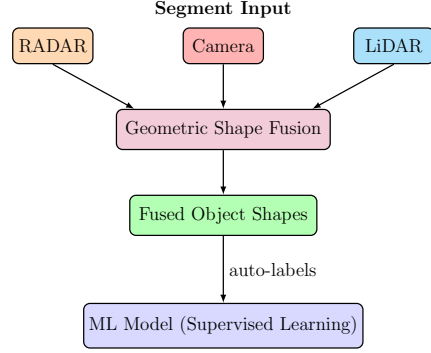 Segment Input
RADAR
Camera
LiDAR
Geometric Shape Fusion
Fused Object Shapes
auto-labels
ML Model (Supervised Learning)